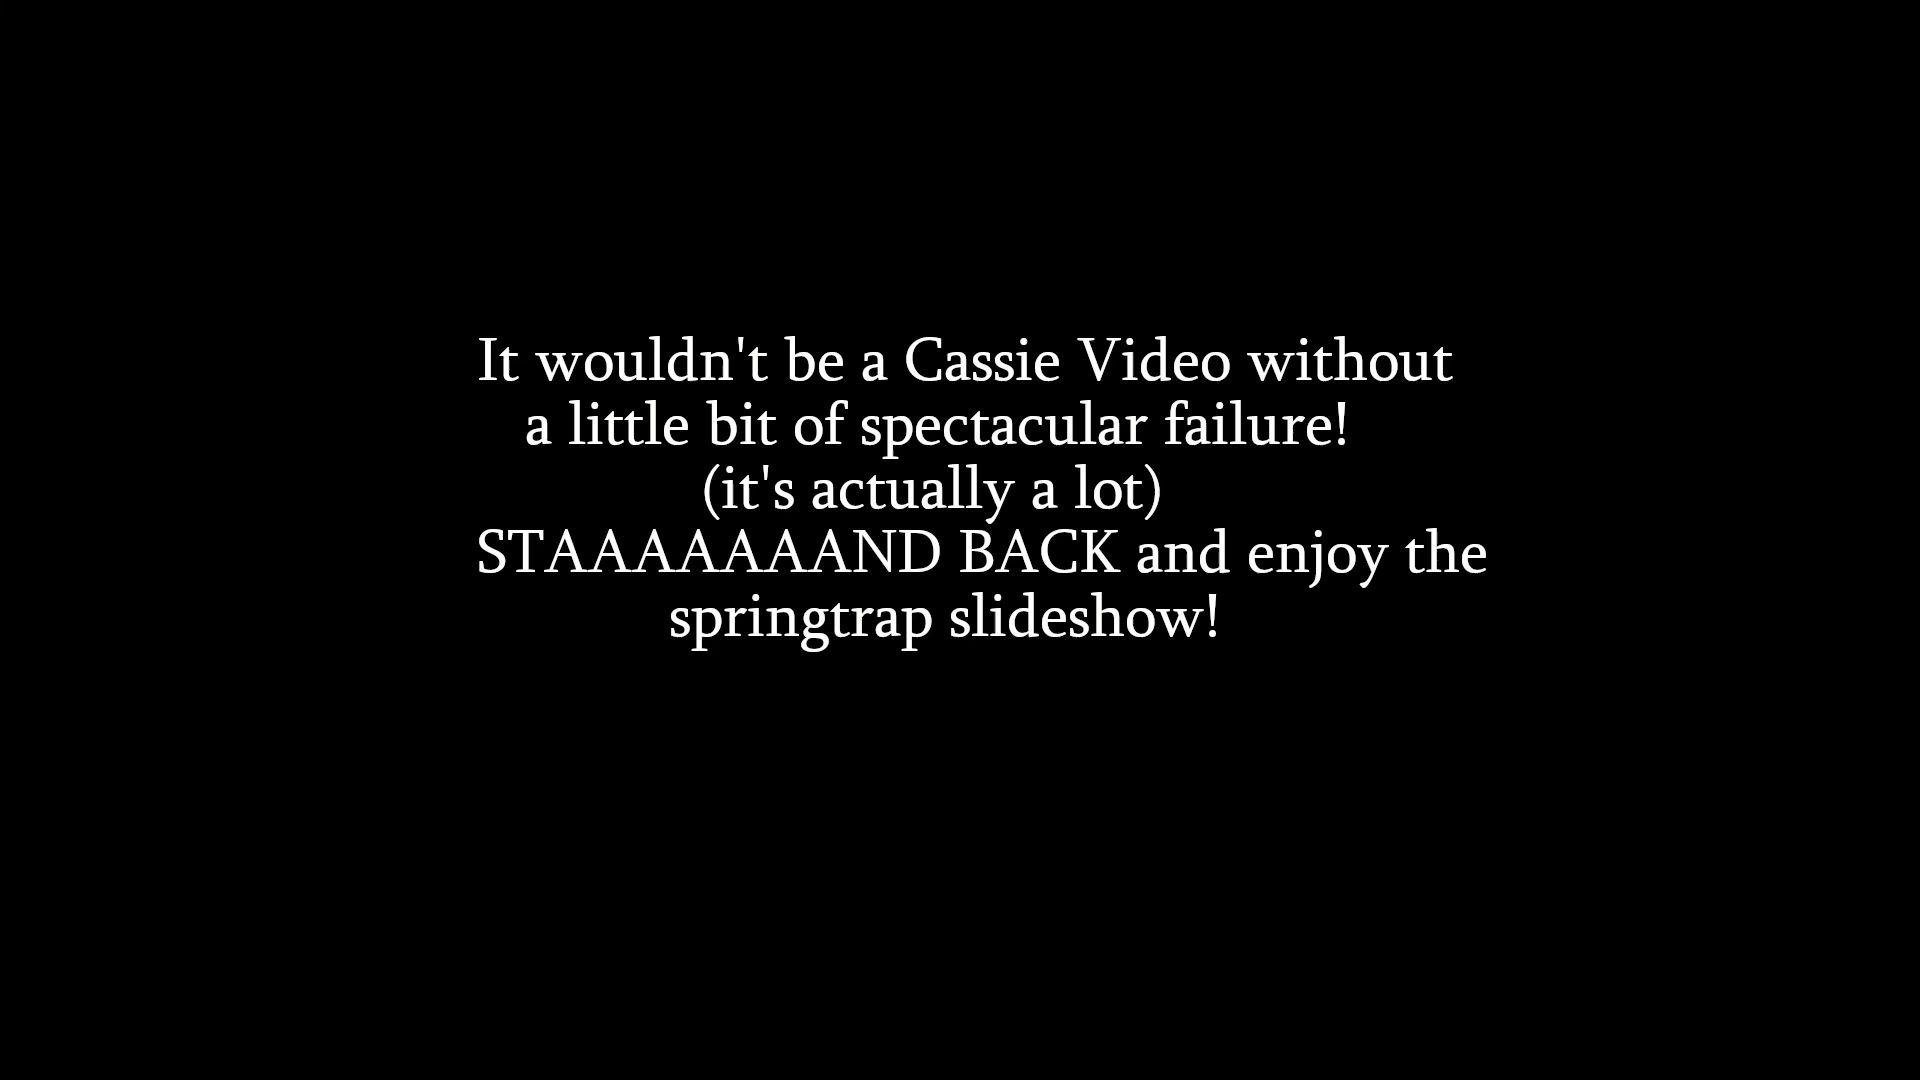 It wouldn't be a Cassie Video without
a little bit of spectacular failure!
(it's actually a lot)
STAAAAAAAND BACK and enjoy the
springtrap slideshow!